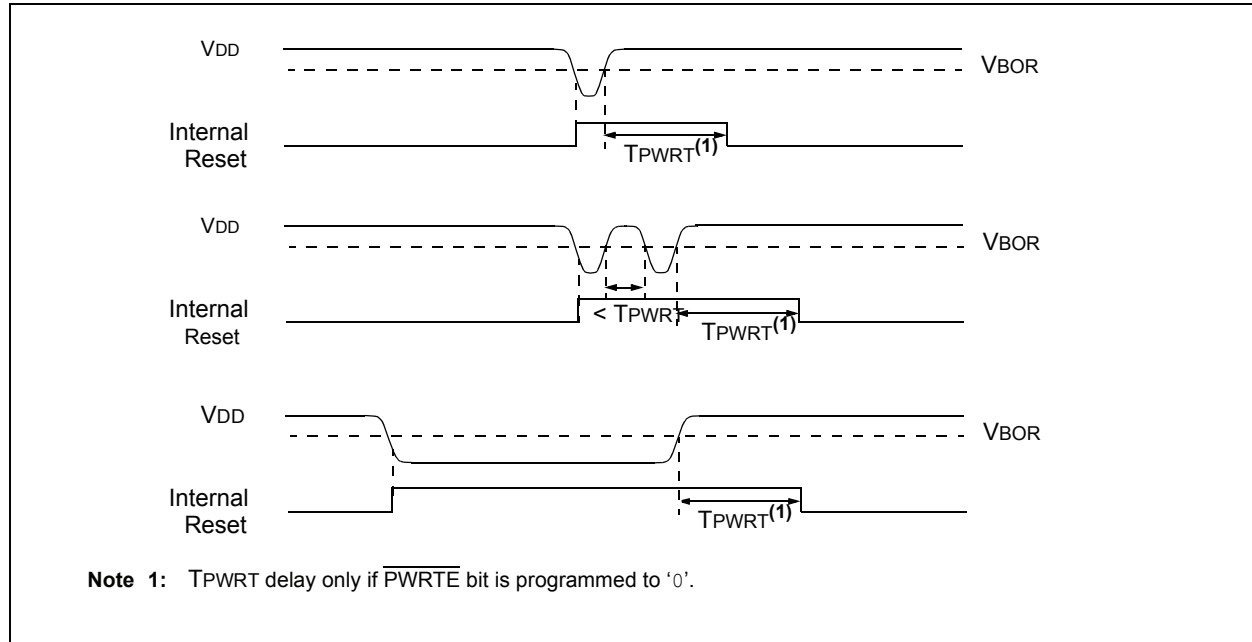 VDD
VBOR
Internal
Reset
TPWRT(1)
VDD
VBOR
Internal
Reset
< TPWRT
TPWRT(1)
VDD
VBOR
Internal
Reset
TPWRT(1)
Note 1: TPWRT delay only if PWRTE bit is programmed to ‘0’.